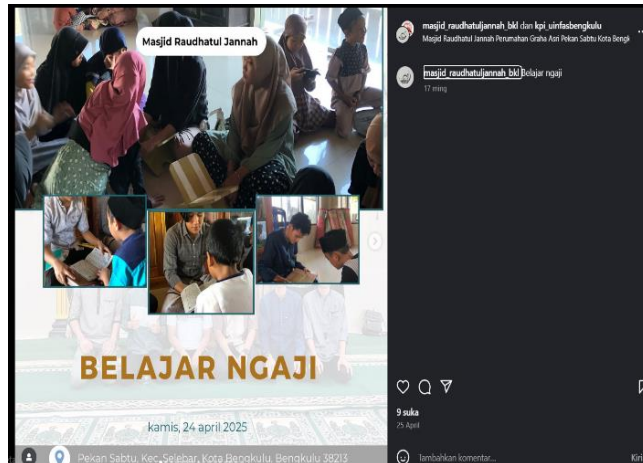 Masjid Raudhatul Jannah
BELAJAR NGAJI
kamis, 24 april 2025
Pekan Sabtu, Kec. Selebar, Kota Bengkulu, Bengkulu 38213
masjid_raudhatuljannah_bkl dan kpi_uinfasbengkulu
Masjid Raudhatul Jannah Perumahan Graha Asri Pekan Sabtu Kota Bengk
masjid_raudhatuljannah_bkl Belajar ngaji
17 ming
9 suka
25 April
Tambahkan komentar...
Kiri